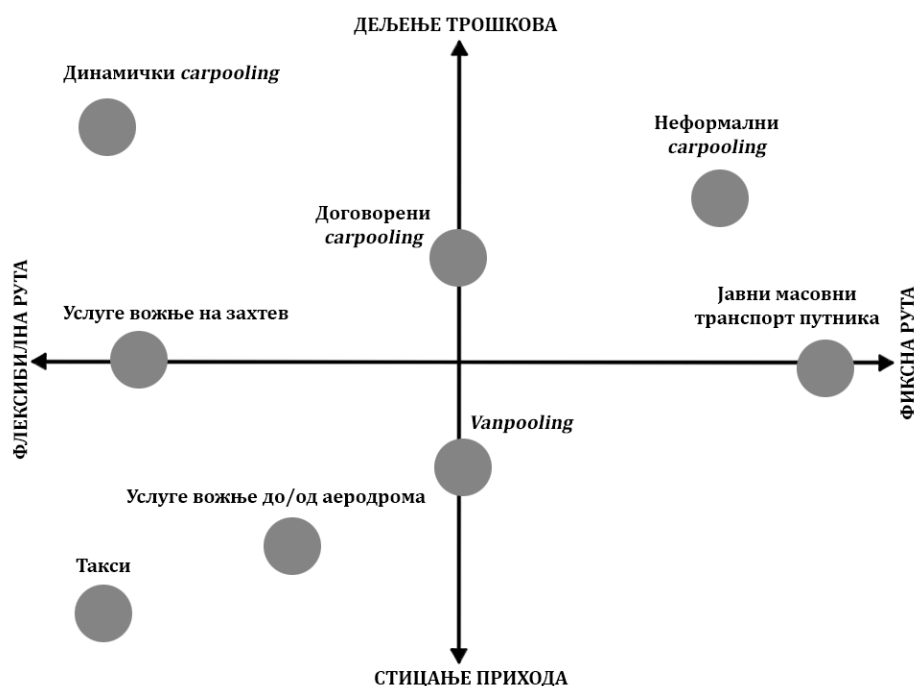 ДЕЉЕЊЕ ТРОШКОВА
Динамички carpooling
Неформални
carpooling
Договорени
carpooling
ФЛЕКСИБИЛНА РУТА
Услуге вожње на захтев
Јавни масовни
транспорт путника
ФИКСНА РУТА
Vanpooling
Услуге вожње до/од аеродрома
Такси
СТИЦАЊЕ ПРИХОДА